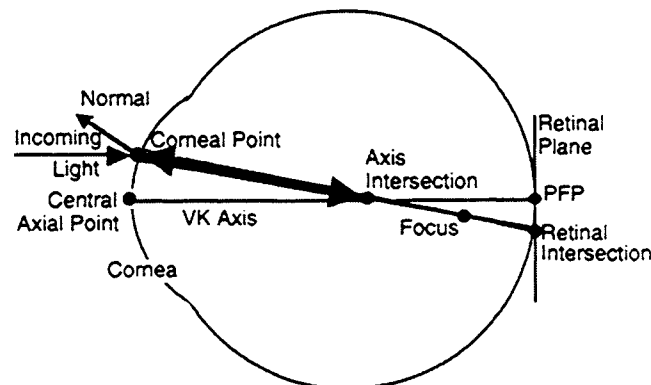 Normal
Incoming
Light
Corneal Point
Central
Axial Point
VK Axis
Cornea
Axis
Intersection
Focus
Retinal
Plane
PFP
Retinal
Intersection